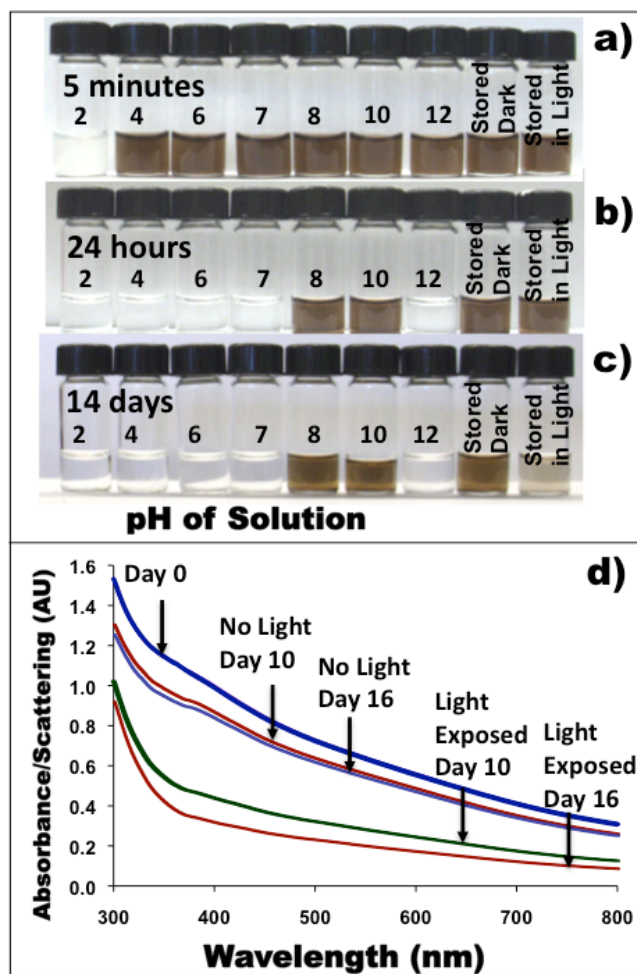 a)
5 minutes
2 4 6 7 8 10 12 Stored Dark Stored in Light
b)
24 hours
2 4 6 7 8 10 12 Stored Dark Stored in Light
c)
14 days
2 4 6 7 8 10 12 Stored Dark Stored in Light
pH of Solution
d)
Absorbance/Scattering (AU)
1.6
1.4
1.2
1.0
0.8
0.6
0.4
0.2
0.0
Day 0
No Light
Day 10
No Light
Day 16
Light
Exposed
Day 10
Light
Exposed
Day 16
300 400 500 600 700 800
Wavelength (nm)